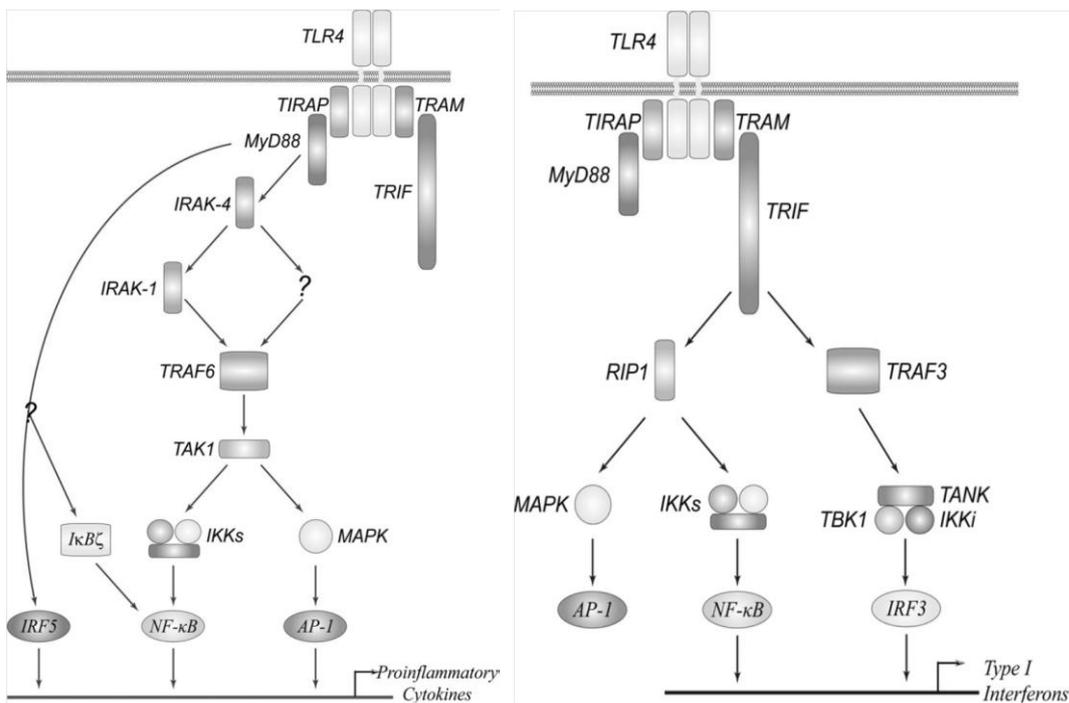 TLR4
TIRAP
TRAM
MyD88
TRIF
IRAK-4
IRAK-1
?
TRAF6
?
TAK1
IκBζ
IKKs
MAPK
IRF5
NF-κB
AP-1
Proinflammatory
Cytokines
TLR4
TIRAP
TRAM
MyD88
TRIF
RIP1
TRAF3
MAPK
IKKs
TANK
TBK1
IKKi
AP-1
NF-κB
IRF3
Type I
Interferons